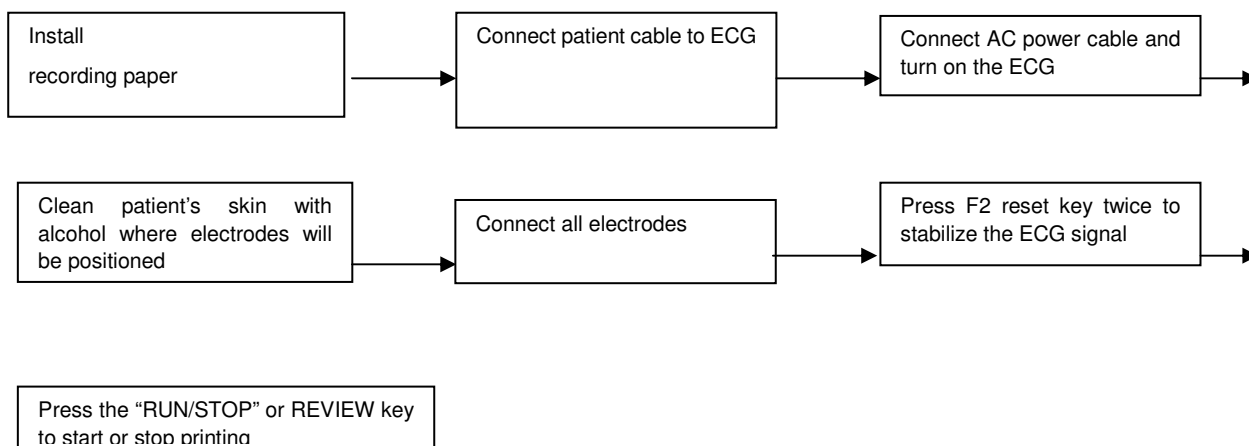 Install
recording paper
Connect patient cable to ECG
Connect AC power cable and
turn on the ECG
Clean patient's skin with
alcohol where electrodes will
be positioned
Connect all electrodes
Press F2 reset key twice to
stabilize the ECG signal
Press the “RUN/STOP” or REVIEW key
to start or stop printing